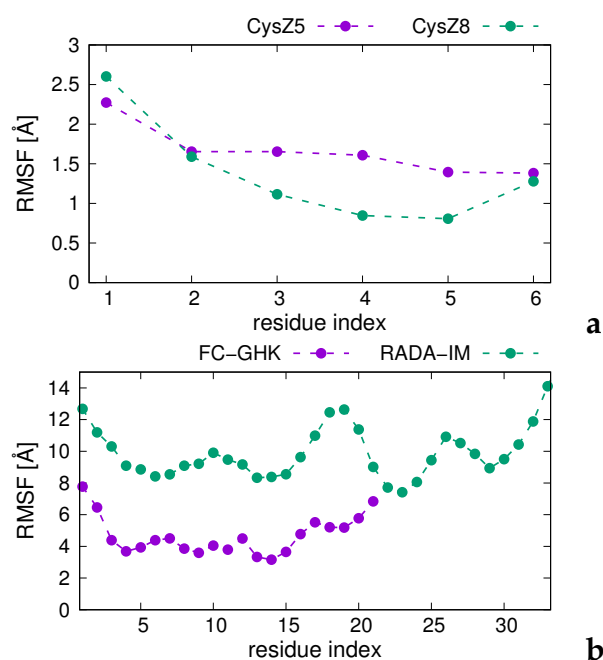 CysZ5 CysZ8
3
2.5
2
1.5
1
0.5
0
RMSF [Å]
1 2 3 4 5 6
residue index
a
FC-GHK RADA-IM
14
12
10
8
6
4
2
0
RMSF [Å]
5 10 15 20 25 30
residue index
b